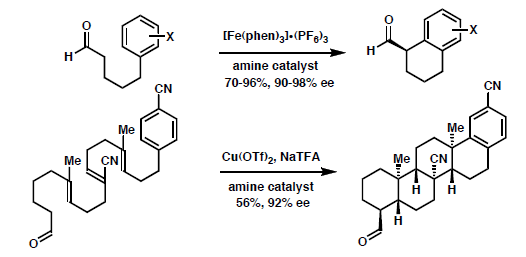 O
H
X
[Fe(phen)3]•(PF6)3
amine catalyst
70-96%, 90-98% ee
O
H
X
CN
Me
Me
CN
O
Cu(OTf)2, NaTFA
amine catalyst
56%, 92% ee
CN
Me
Me
CN
H
H
H
O